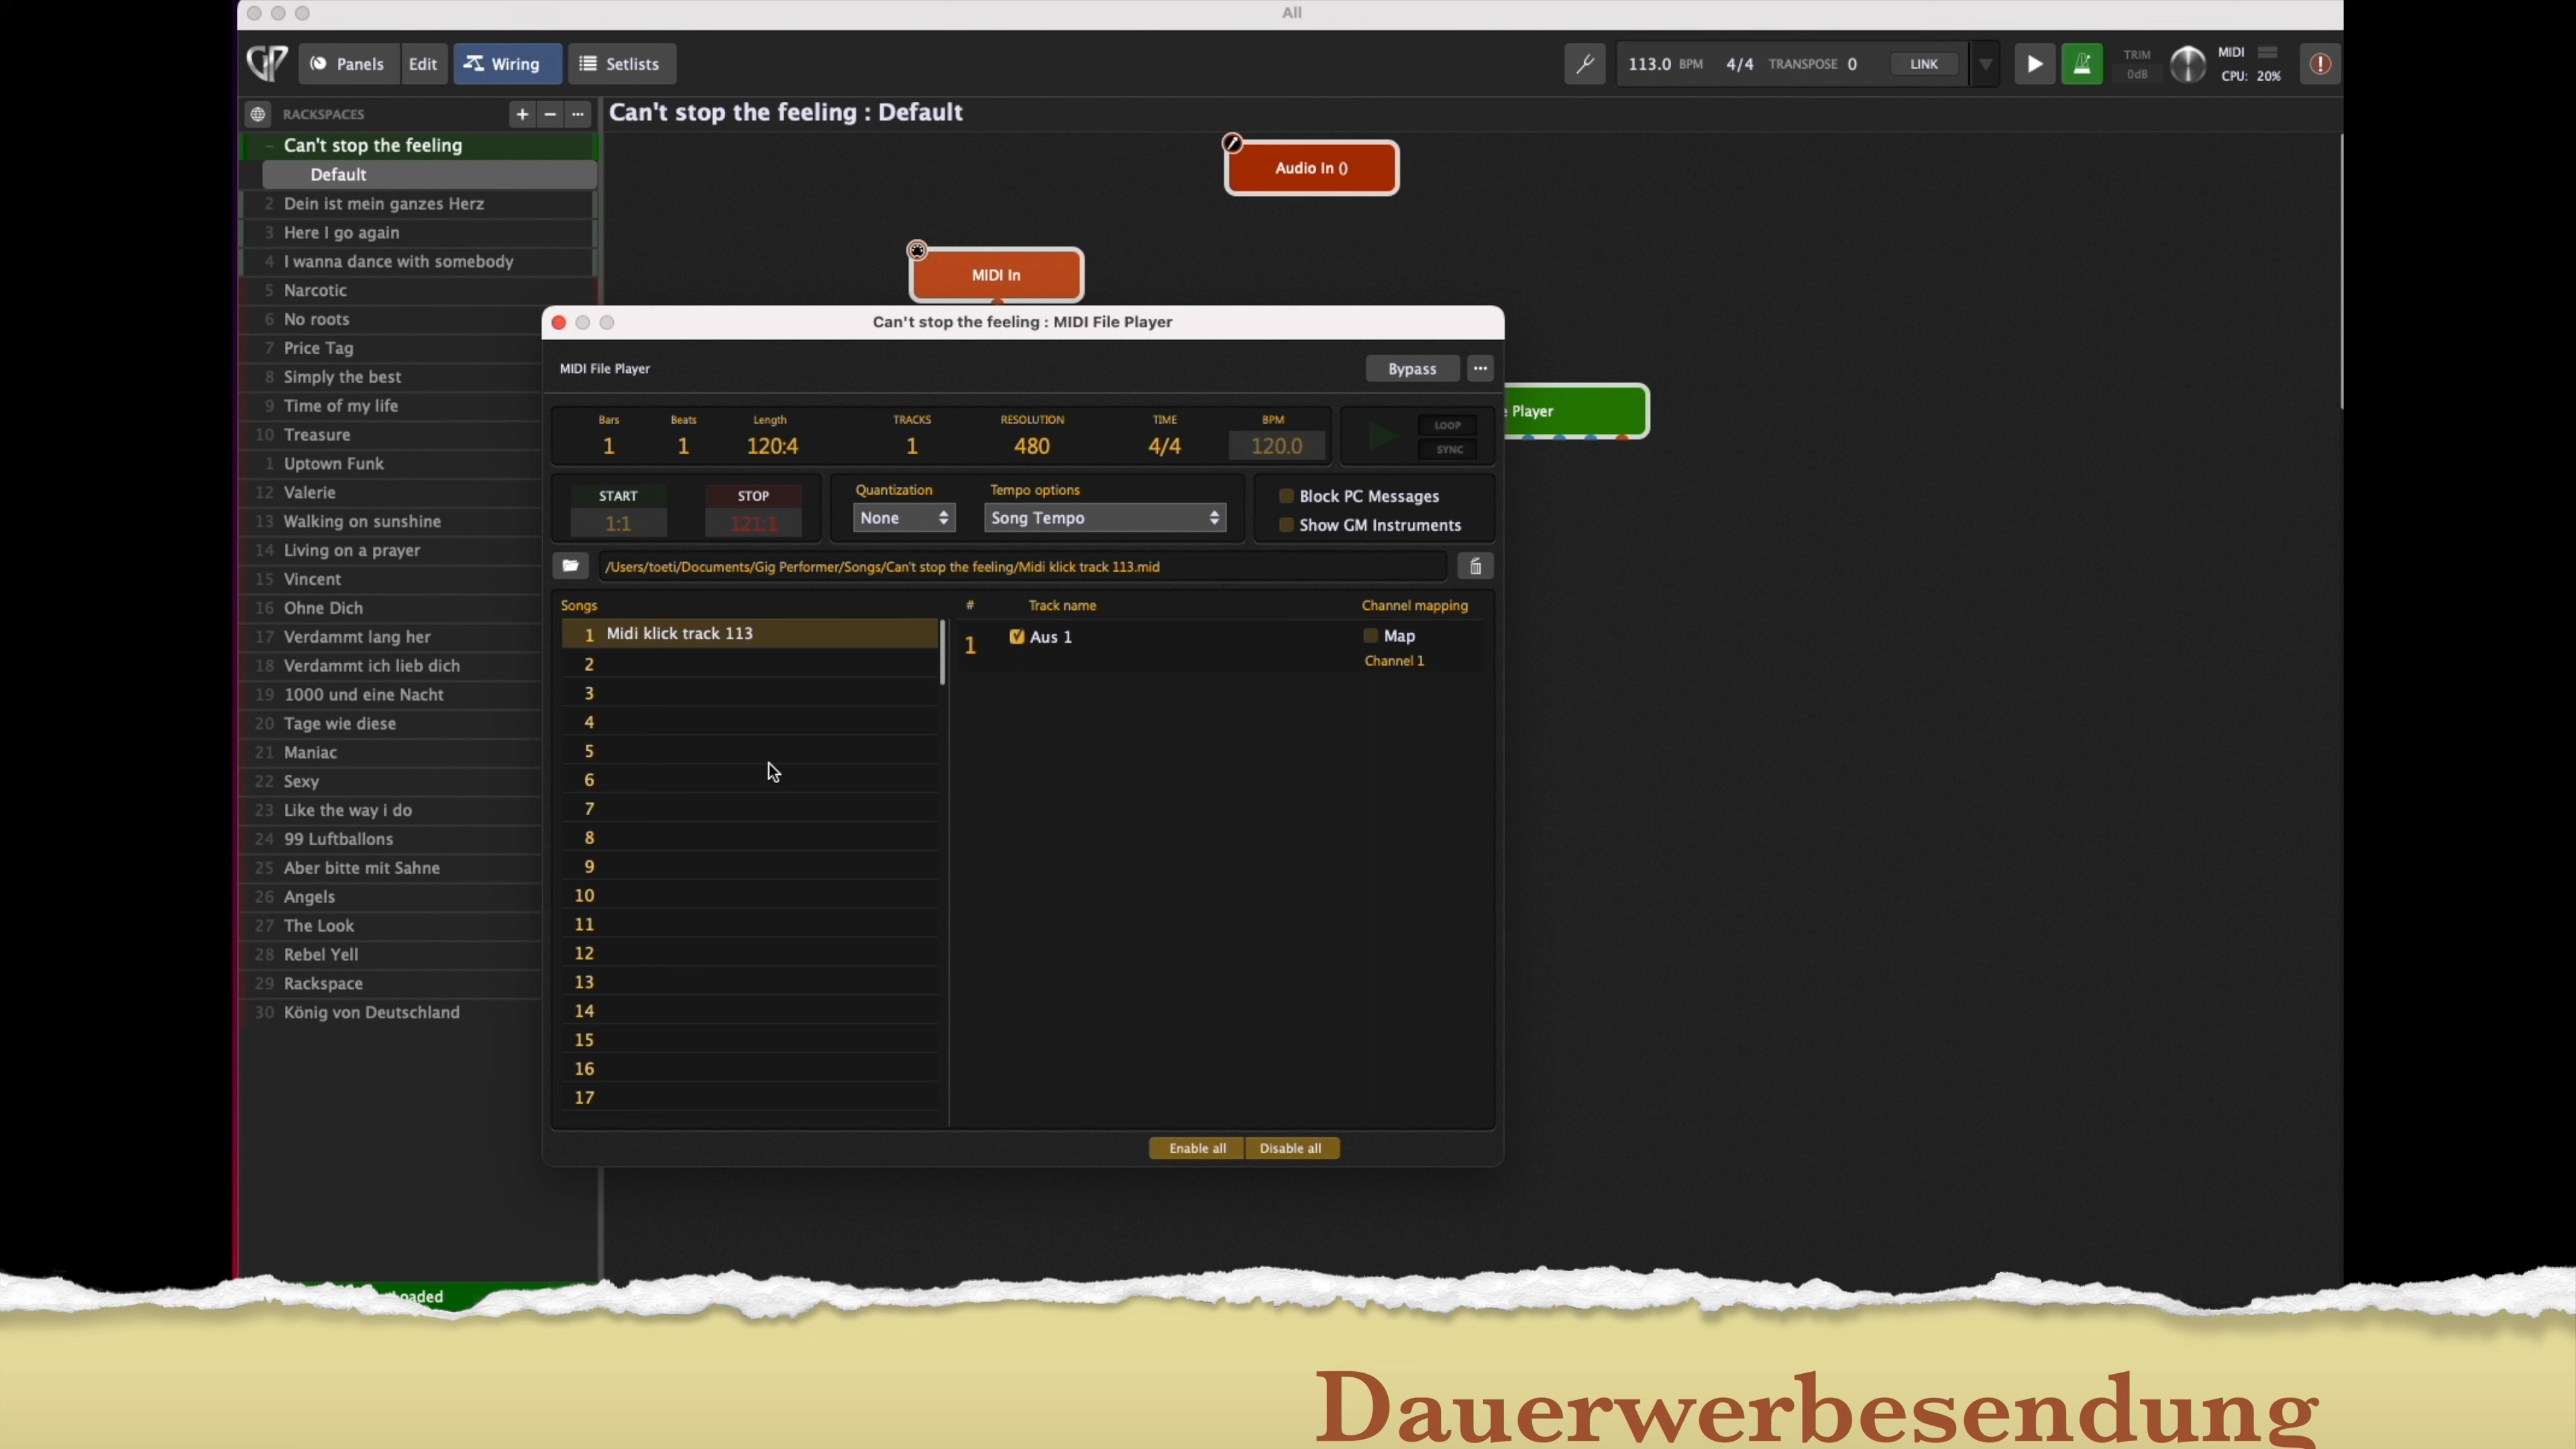 All
GP Panels Edit Wiring Setlists 113.0 BPM 4/4 TRANSPOSE 0 LINK TRIM 0dB MIDI CPU: 20%
RACKSPACES + − ...
Can't stop the feeling : Default
Can't stop the feeling
Default
2 Dein ist mein ganzes Herz
3 Here I go again
4 I wanna dance with somebody
5 Narcotic
6 No roots
7 Price Tag
8 Simply the best
9 Time of my life
10 Treasure
1 Uptown Funk
12 Valerie
13 Walking on sunshine
14 Living on a prayer
15 Vincent
16 Ohne Dich
17 Verdammt lang her
18 Verdammt ich lieb dich
19 1000 und eine Nacht
20 Tage wie diese
21 Maniac
22 Sexy
23 Like the way i do
24 99 Luftballons
25 Aber bitte mit Sahne
26 Angels
27 The Look
28 Rebel Yell
29 Rackspace
30 König von Deutschland
Audio In ()
MIDI In
e Player
Can't stop the feeling : MIDI File Player
MIDI File Player Bypass ...
Bars Beats Length TRACKS RESOLUTION TIME BPM LOOP
1 1 120:4 1 480 4/4 120.0 SYNC
START STOP Quantization Tempo options Block PC Messages
1:1 121:1 None Song Tempo Show GM Instruments
/Users/toeti/Documents/Gig Performer/Songs/Can't stop the feeling/Midi klick track 113.mid
Songs # Track name Channel mapping
1 Midi klick track 113 1 Aus 1 Map
Channel 1
2
3
4
5
6
7
8
9
10
11
12
13
14
15
16
17
Enable all Disable all
oaded
Dauerwerbesendung